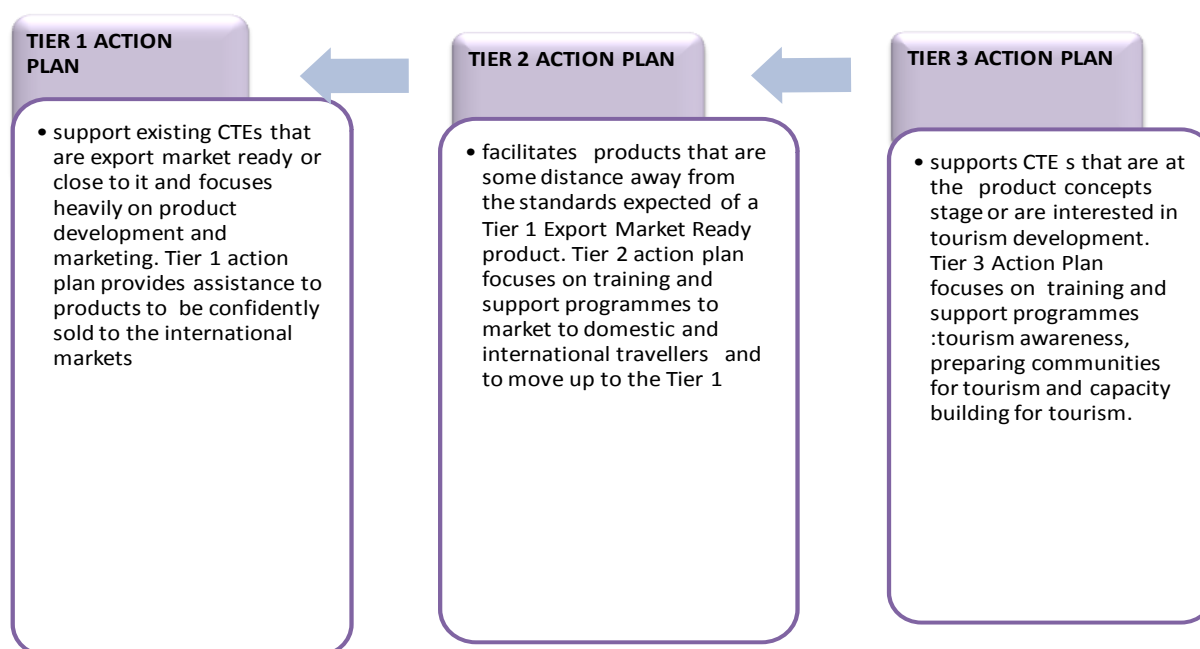 TIER 1 ACTION
PLAN
• support existing CTEs that
are export market ready or
close to it and focuses
heavily on product
development and
marketing. Tier 1 action
plan provides assistance to
products to be confidently
sold to the international
markets
TIER 2 ACTION PLAN
• facilitates products that are
some distance away from
the standards expected of a
Tier 1 Export Market Ready
product. Tier 2 action plan
focuses on training and
support programmes to
market to domestic and
international travellers and
to move up to the Tier 1
TIER 3 ACTION PLAN
• supports CTE s that are at
the product concepts
stage or are interested in
tourism development.
Tier 3 Action Plan
focuses on training and
support programmes
:tourism awareness,
preparing communities
for tourism and capacity
building for tourism.